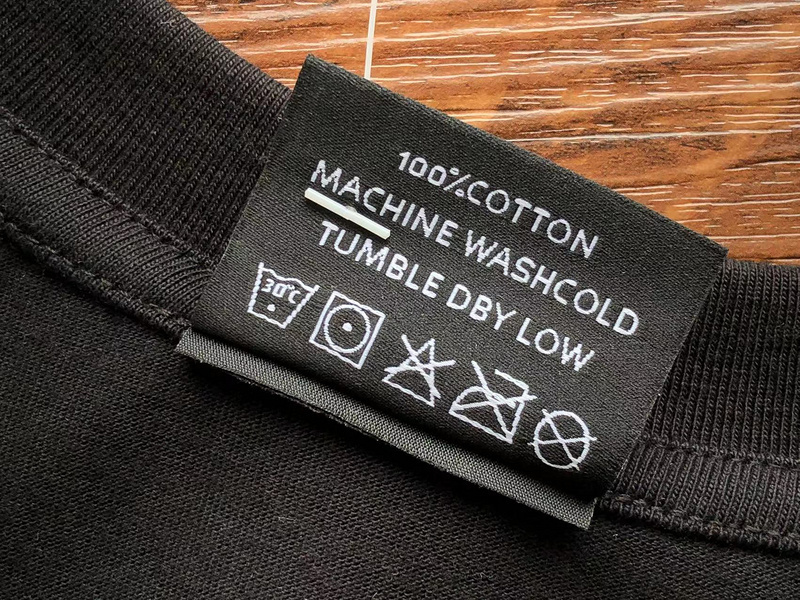 100%COTTON
MACHINE WASHCOLD
TUMBLE DBY LOW
30°C